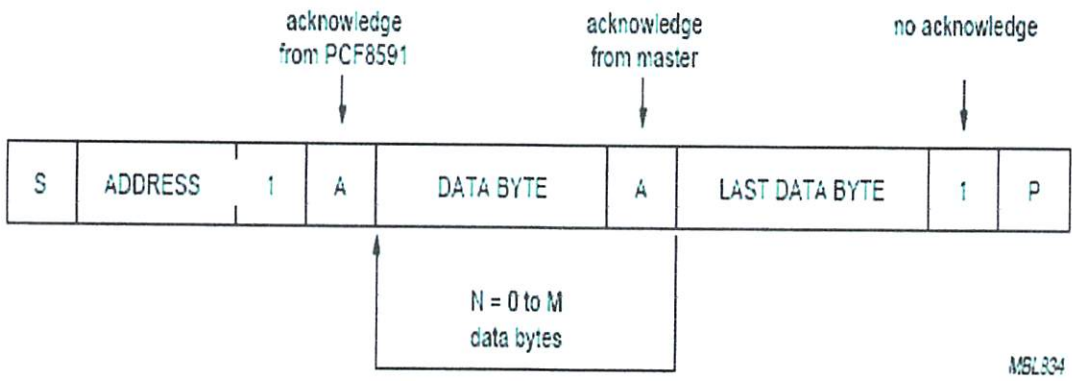 acknowledge
from PCF8591
acknowledge
from master
no acknowledge
S ADDRESS 1 A DATA BYTE A LAST DATA BYTE 1 P
N = 0 to M
data bytes
MBL834